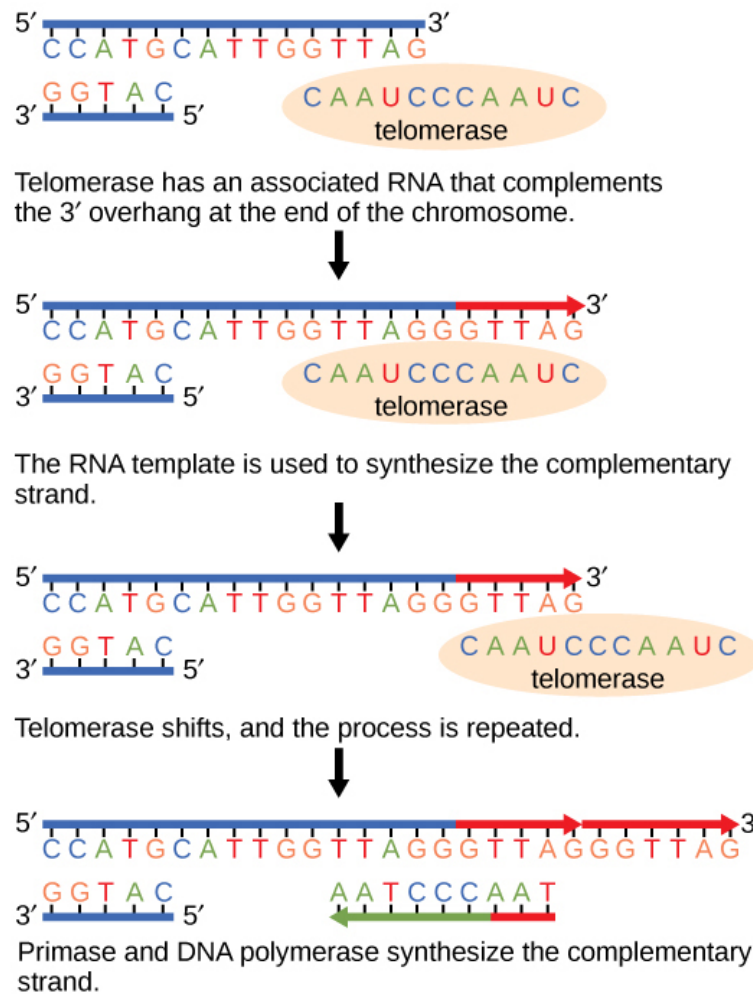 5′ 3′
C C A T G C A T T G G T T A G
G G T A C
3′ 5′
C A A U C C C A A U C
telomerase
Telomerase has an associated RNA that complements
the 3′ overhang at the end of the chromosome.
5′ 3′
C C A T G C A T T G G T T A G G G T T A G
G G T A C
3′ 5′
C A A U C C C A A U C
telomerase
The RNA template is used to synthesize the complementary
strand.
5′ 3′
C C A T G C A T T G G T T A G G G T T A G
G G T A C
3′ 5′
C A A U C C C A A U C
telomerase
Telomerase shifts, and the process is repeated.
5′ 3
C C A T G C A T T G G T T A G G G T T A G G G T T A G
G G T A C
3′ 5′
A A T C C C A A T
Primase and DNA polymerase synthesize the complementary
strand.